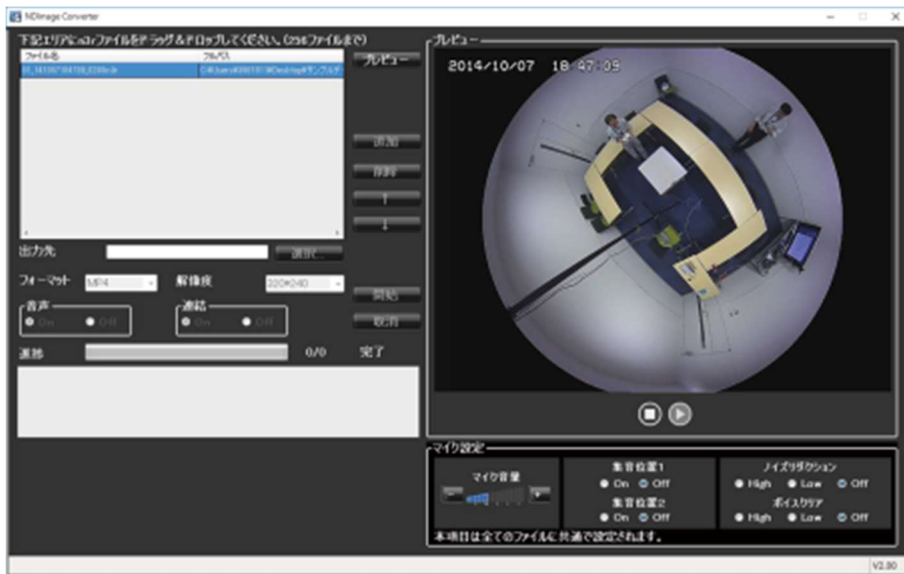 NDImage Converter
下記エリアにn3rファイルをドラッグ&ドロップしてください。(256ファイルまで)
ファイル名 フルパス
プレビュー
追加
削除
↑
↓
出力先
選択...
フォーマット MP4 解像度 320*240
開始
音声
On Off
連結
On Off
取消
進捗 0/0 完了
プレビュー
2014/10/07 18:47:09
マイク設定
マイク音量
- +
集音位置1
On Off
集音位置2
On Off
ノイズリダクション
High Low Off
ボイスクリア
High Low Off
本項目は全てのファイルに共通で設定されます。
V2.80